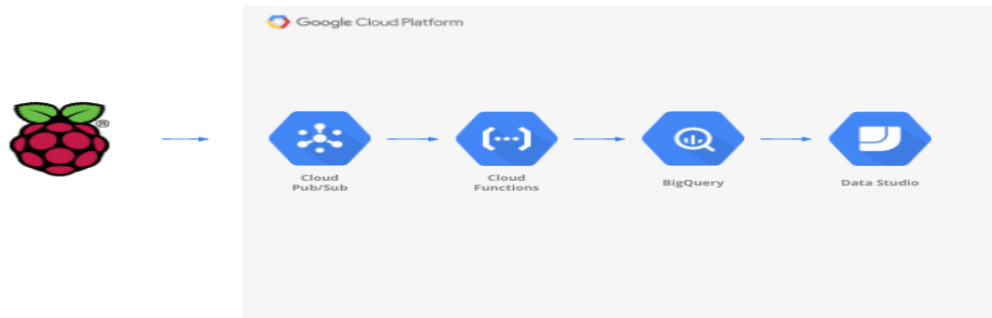 Google Cloud Platform
®
Cloud
Pub/Sub
Cloud
Functions
BigQuery
Data Studio